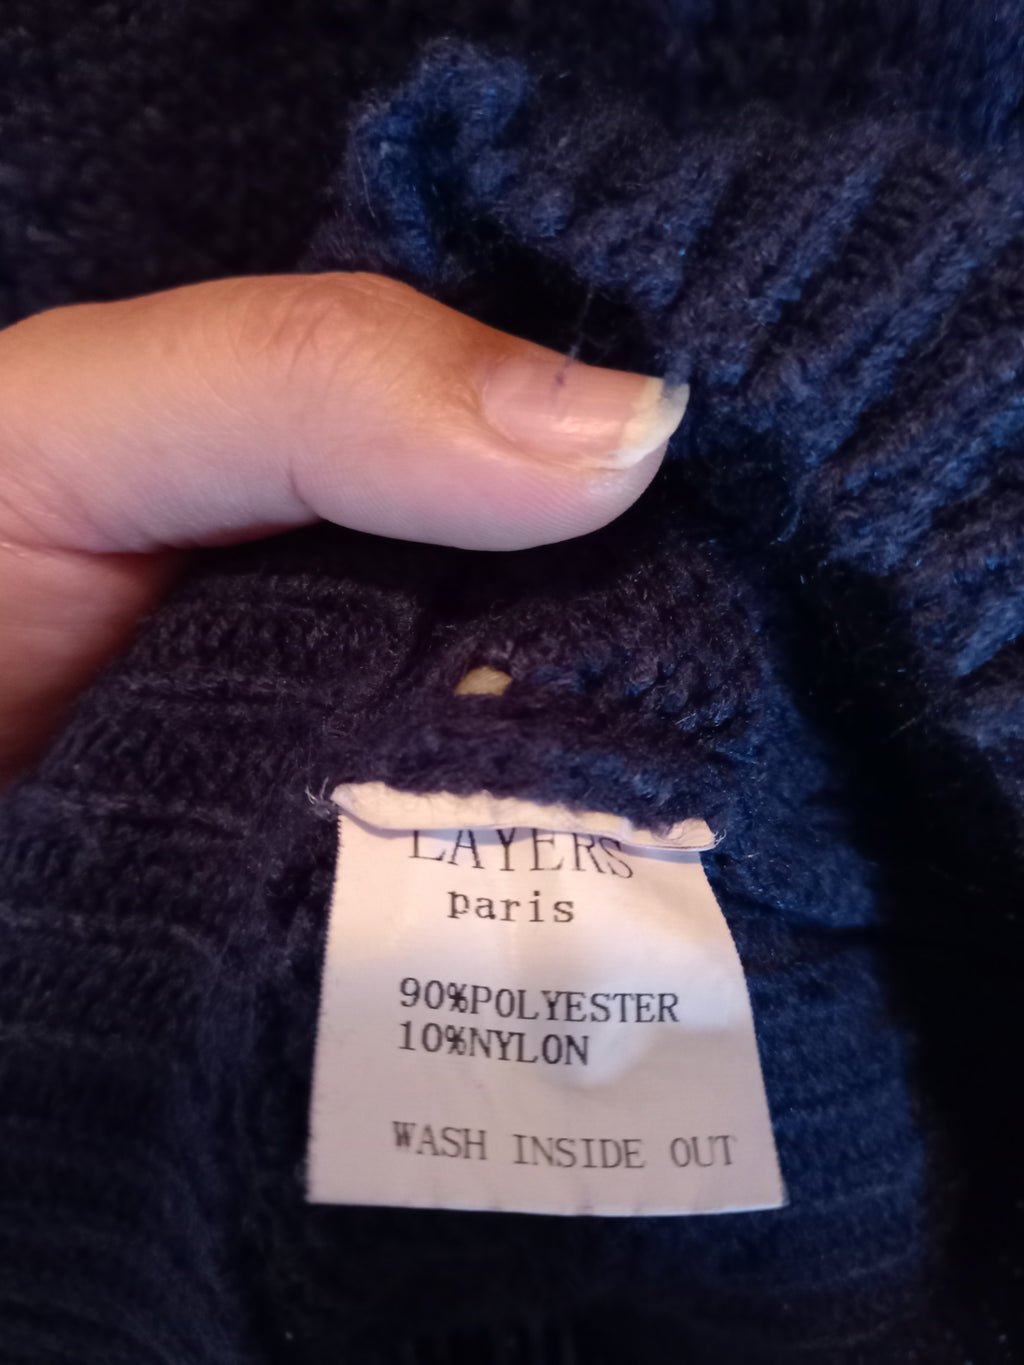 LAYERS
paris
90%POLYESTER
10%NYLON
WASH INSIDE OUT